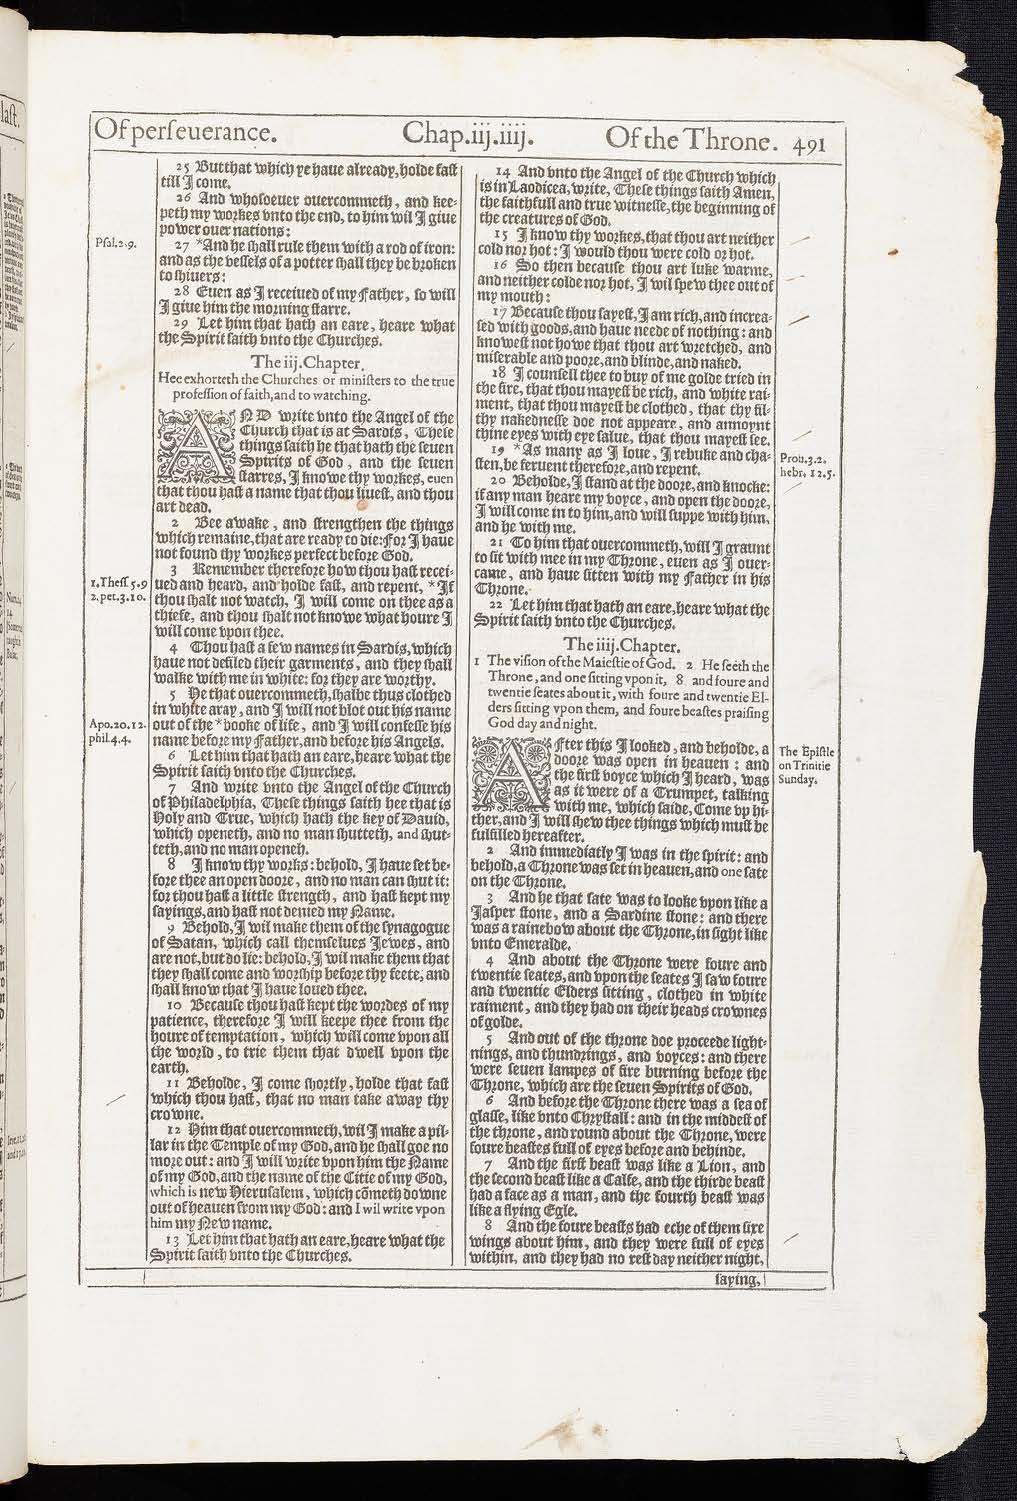 Of perseuerance. Chap.iij.iiij. Of the Throne. 491
25 But that which ye haue already, holde fast
till I come.
26 And whosoeuer ouercommeth, and kee-
peth my workes vnto the end, to him wil I giue
power ouer nations:
Psal.2.9.
27 *And he shall rule them with a rod of iron:
and as the vessels of a potter shall they be broken
to shiuers:
28 Euen as I receiued of my Father, so will
I giue him the morning starre.
29 Let him that hath an eare, heare what
the Spirit saith vnto the Churches.
The iij.Chapter.
Hee exhorteth the Churches or ministers to the true
profession of faith, and to watching.
AND write vnto the Angel of the
Church that is at Sardis, These
things saith he that hath the seuen
Spirits of God, and the seuen
starres, I knowe thy workes, euen
that thou hast a name that thou liuest, and thou
art dead.
2 Bee awake, and strengthen the things
which remaine, that are ready to die: For I haue
not found thy workes perfect before God.
1.Thess 5.9
2.pet.3.10.
3 Remember therefore how thou hast recei-
ued and heard, and holde fast, and repent, *If
thou shalt not watch, I will come on thee as a
thiefe, and thou shalt not knowe what houre I
will come vpon thee.
4 Thou hast a few names in Sardis, which
haue not defiled their garments, and they shall
walke with me in white: for they are worthy.
Apo.20.12.
phil.4.4.
5 He that ouercommeth, shalbe thus clothed
in white aray, and I will not blot out his name
out of the *booke of life, and I will confesse his
name before my Father, and before his Angels.
6 Let him that hath an eare, heare what the
Spirit saith vnto the Churches.
7 And write vnto the Angel of the Church
of Philadelphia, These things saith hee that is
Holy and True, which hath the key of Dauid,
which openeth, and no man shutteth, and shut-
teth, and no man openeh.
8 I know thy works: behold, I haue set be-
fore thee an open doore, and no man can shut it:
for thou hast a little strength, and hast kept my
sayings, and hast not denied my Name.
9 Behold, I wil make them of the synagogue
of Satan, which call themselues Iewes, and
are not, but do lie: behold, I wil make them that
they shall come and worship before thy feete, and
shall know that I haue loued thee.
10 Because thou hast kept the wordes of my
patience, therefore I will keepe thee from the
houre of temptation, which will come vpon all
the world, to trie them that dwell vpon the
earth.
11 Beholde, I come shortly, holde that fast
which thou hast, that no man take away thy
crowne.
12 Him that ouercommeth, wil I make a pil-
lar in the Temple of my God, and he shall goe no
more out: and I will write vpon him the Name
of my God, and the name of the Citie of my God,
which is new Hierusalem, which cõmeth downe
out of heauen from my God: and I wil write vpon
him my New name.
13 Let him that hath an eare, heare what the
Spirit saith vnto the Churches.
14 And vnto the Angel of the Church which
is in Laodicea, write, These things saith Amen,
the faithfull and true witnesse, the beginning of
the creatures of God.
15 I know thy workes, that thou art neither
cold nor hot: I would thou were cold or hot.
16 So then because thou art luke warme,
and neither colde nor hot, I wil spew thee out of
my mouth:
17 Because thou sayest, I am rich, and increa-
sed with goods, and haue neede of nothing: and
knowest not howe that thou art wretched, and
miserable and poore, and blinde, and naked.
18 I counsell thee to buy of me golde tried in
the fire, that thou mayest be rich, and white rai-
ment, that thou mayest be clothed, that thy fil-
thy nakednesse doe not appeare, and annoynt
thine eyes with eye salue, that thou mayest see.
Prou.3.2.
hebr.12.5.
19 *As many as I loue, I rebuke and cha-
sten, be feruent therefore, and repent.
20 Beholde, I stand at the doore, and knocke:
if any man heare my voyce, and open the doore,
I will come in to him, and will suppe with him,
and he with me.
21 To him that ouercommeth, will I graunt
to sit with mee in my Throne, euen as I ouer-
came, and haue sitten with my Father in his
Throne.
22 Let him that hath an eare, heare what the
Spirit saith vnto the Churches.
The iiij.Chapter.
1 The vision of the Maiestie of God. 2 He seeth the
Throne, and one sitting vpon it, 8 and foure and
twentie seates about it, with foure and twentie El-
ders sitting vpon them, and foure beastes praising
God day and night.
The Epistle
on Trinitie
Sunday.
After this I looked, and beholde, a
doore was open in heauen: and
the first voyce which I heard, was
as it were of a Trumpet, talking
with me, which saide, Come vp hi-
ther, and I will shew thee things which must be
fulfilled hereafter.
2 And immediatly I was in the spirit: and
behold, a Throne was set in heauen, and one sate
on the Throne.
3 And he that sate was to looke vpon like a
Jasper stone, and a Sardine stone: and there
was a rainebow about the Throne, in sight like
vnto Emeralde.
4 And about the Throne were foure and
twentie seates, and vpon the seates I saw foure
and twentie Elders sitting, clothed in white
raiment, and they had on their heads crownes
of golde.
5 And out of the throne doe proceede light-
nings, and thundrings, and voyces: and there
were seuen lampes of fire burning before the
Throne, which are the seuen Spirits of God.
6 And before the Throne there was a sea of
glasse, like vnto Chrystall: and in the middest of
the throne, and round about the Throne, were
foure beastes full of eyes before and behinde.
7 And the first beast was like a Lion, and
the second beast like a Calfe, and the thirde beast
had a face as a man, and the fourth beast was
like a flying Egle.
8 And the foure beasts had eche of them sixe
wings about him, and they were full of eyes
within, and they had no rest day neither night,
saying,